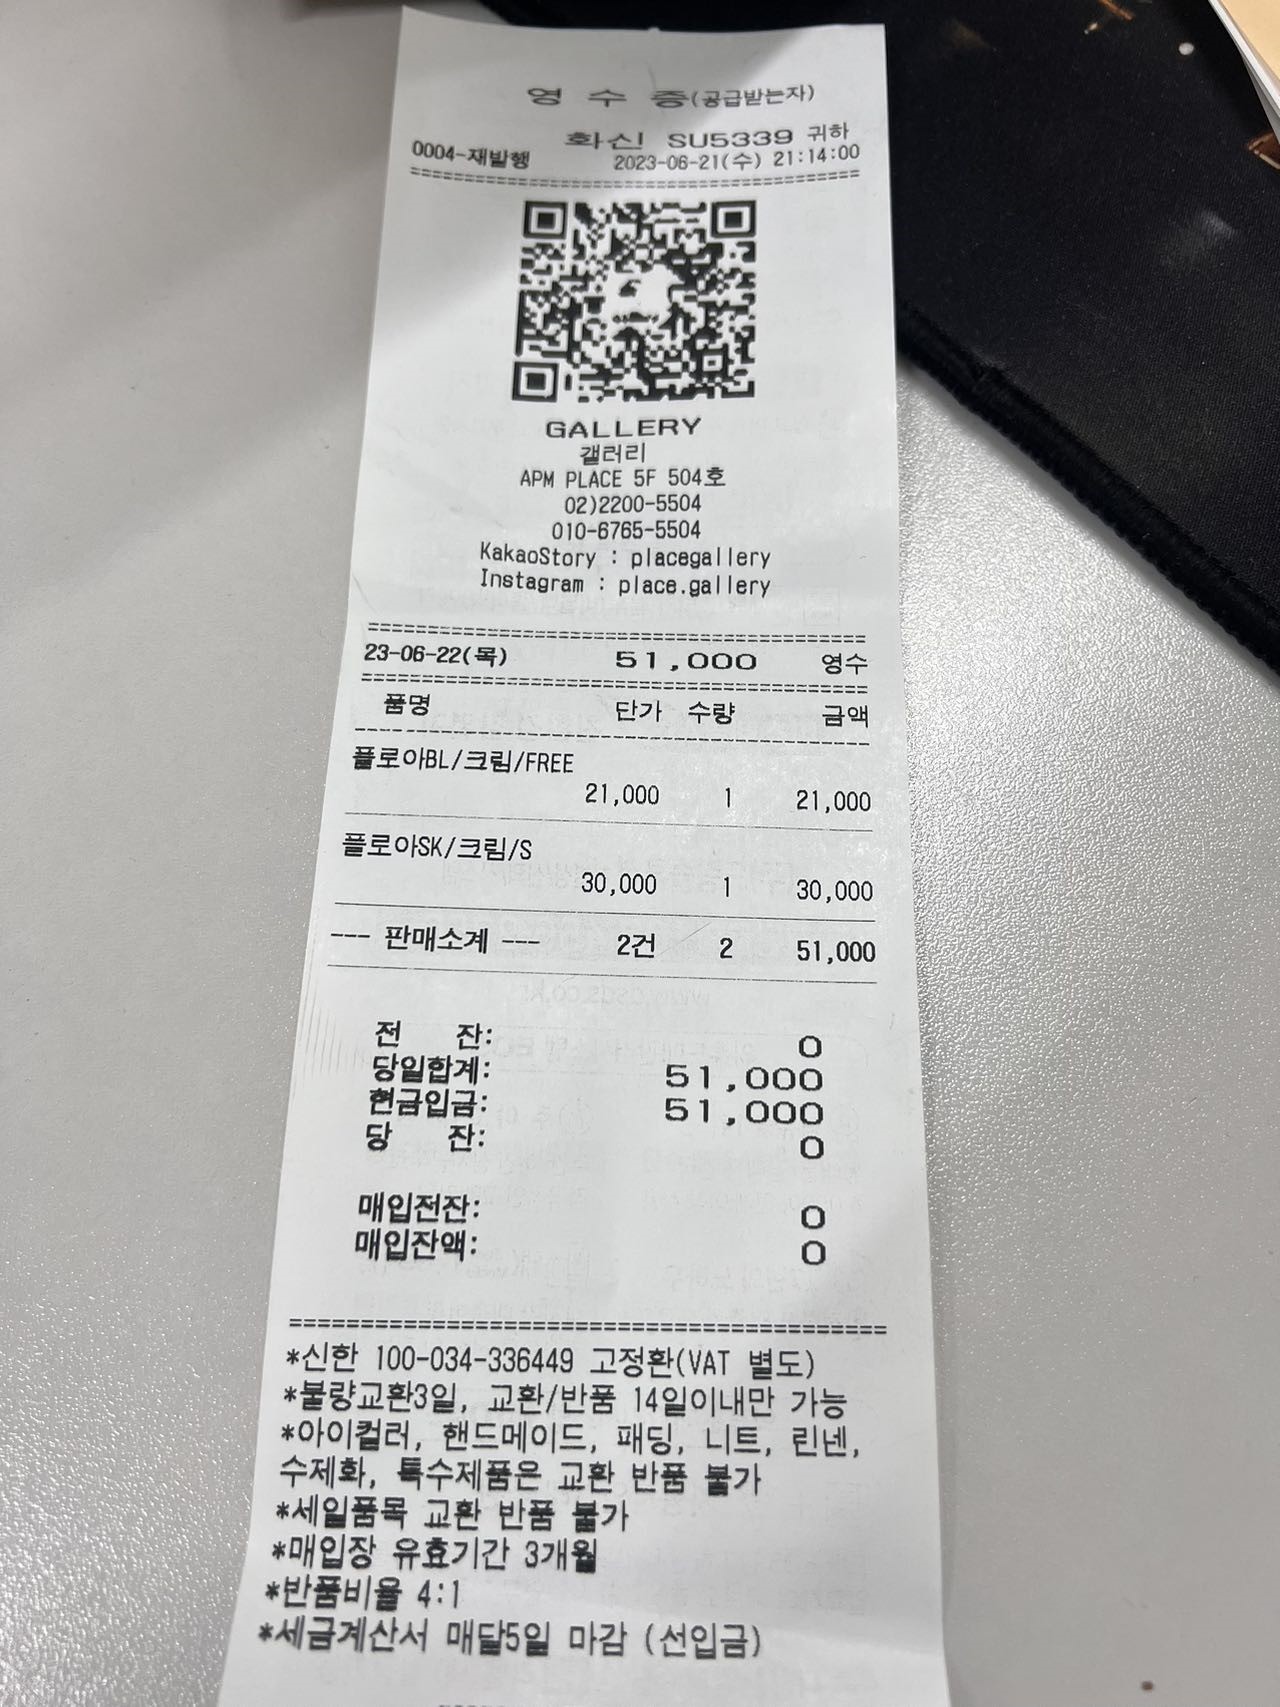 영 수 증(공급받는자)
화신 SU5339 귀하
0004-재발행 2023-06-21(수) 21:14:00
GALLERY
갤러리
APM PLACE 5F 504호
02)2200-5504
010-6765-5504
KakaoStory : placegallery
Instagram : place.gallery
23-06-22(목) 51,000 영수
품명 단가 수량 금액
플로아BL/크림/FREE
21,000 1 21,000
플로아SK/크림/S
30,000 1 30,000
--- 판매소계 --- 2건 2 51,000
전 잔: 0
당일합계: 51,000
현금입금: 51,000
당 잔: 0
매입전잔: 0
매입잔액: 0
*신한 100-034-336449 고정환(VAT 별도)
*불량교환3일, 교환/반품 14일이내만 가능
*아이컬러, 핸드메이드, 패딩, 니트, 린넨,
수제화, 특수제품은 교환 반품 불가
*세일품목 교환 반품 불가
*매입장 유효기간 3개월
*반품비율 4:1
*세금계산서 매달5일 마감 (선입금)